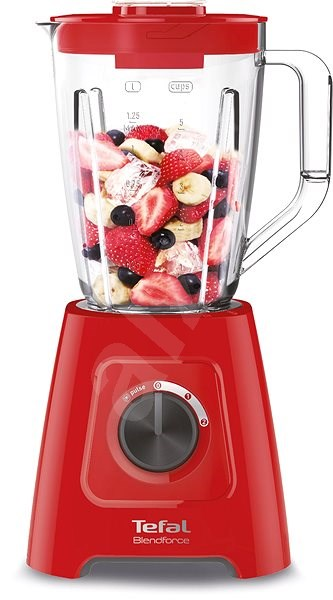 L cups
1.25
5
pulse 0 1 2
Tefal
Blendforce